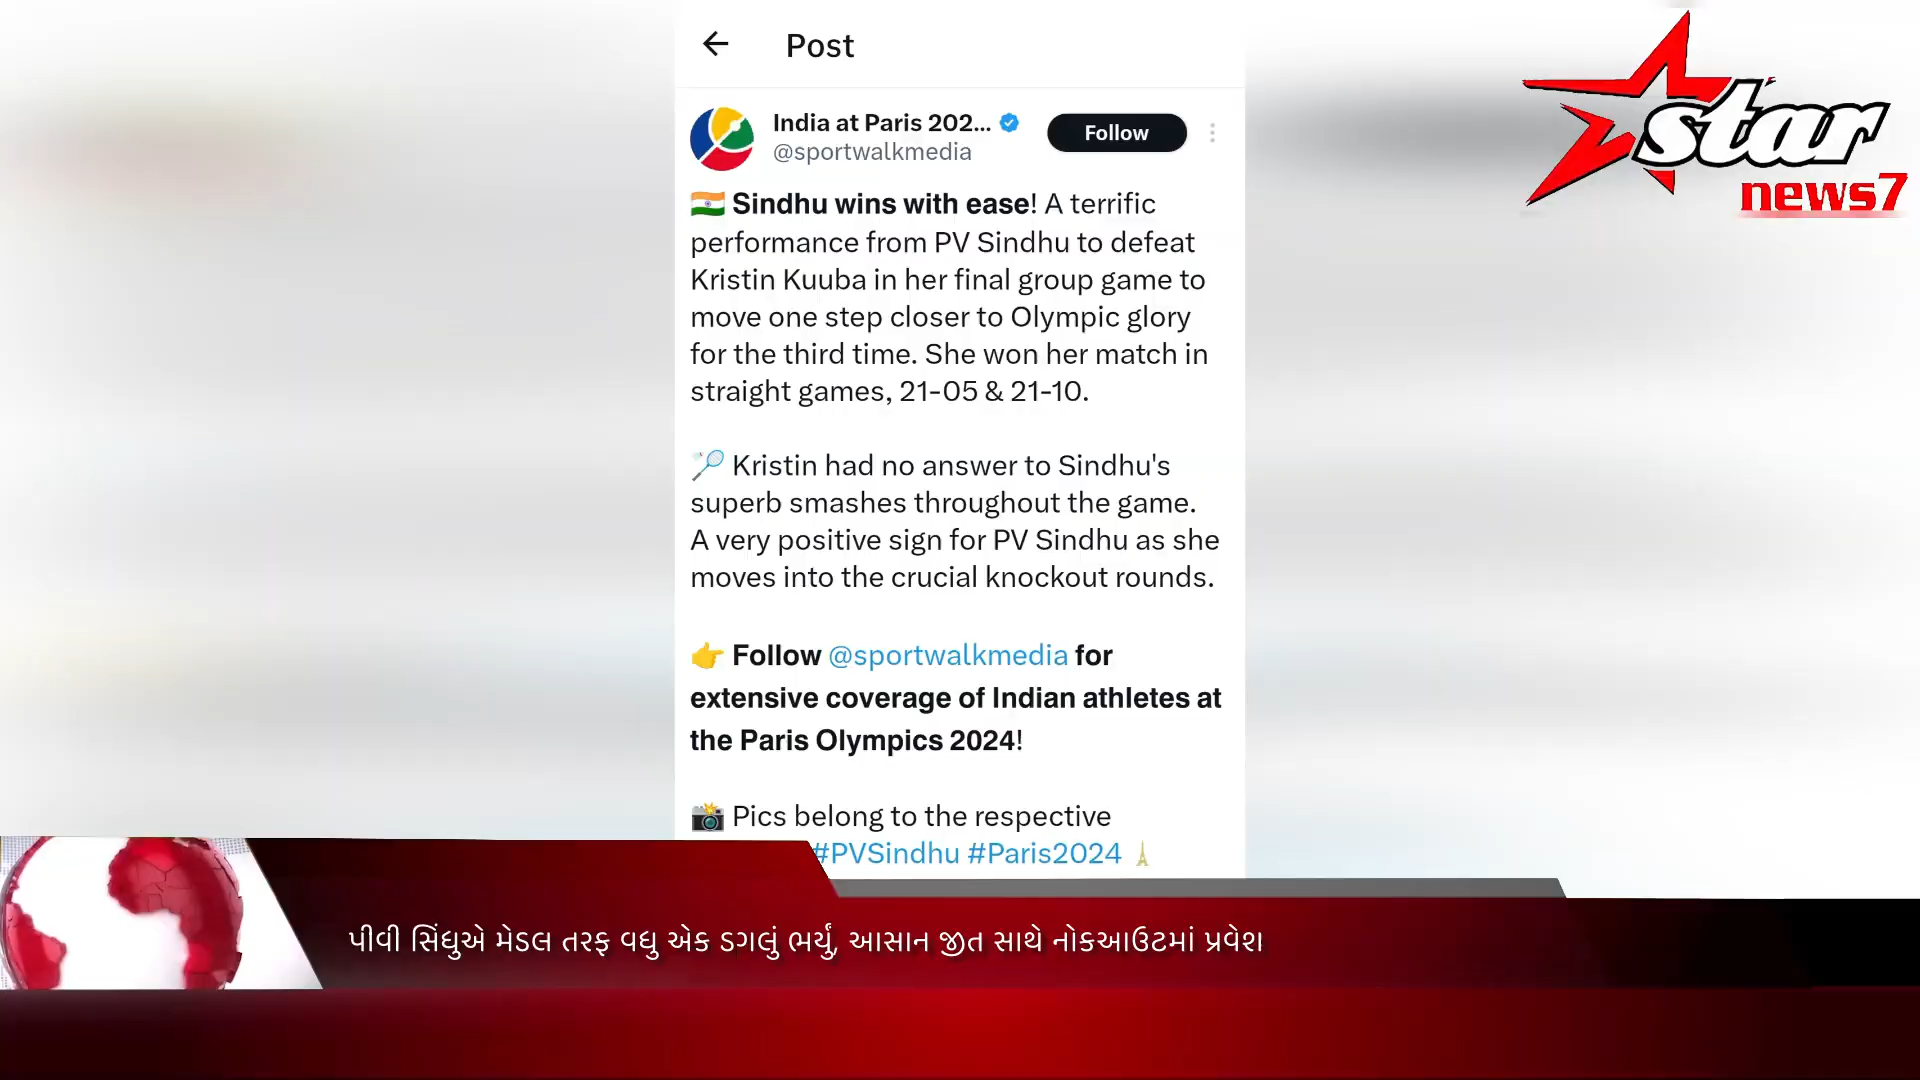 Post
India at Paris 202...
Follow
@sportwalkmedia
🇮🇳 Sindhu wins with ease! A terrific
performance from PV Sindhu to defeat
Kristin Kuuba in her final group game to
move one step closer to Olympic glory
for the third time. She won her match in
straight games, 21-05 & 21-10.
🏸 Kristin had no answer to Sindhu's
superb smashes throughout the game.
A very positive sign for PV Sindhu as she
moves into the crucial knockout rounds.
👉 Follow @sportwalkmedia for
extensive coverage of Indian athletes at
the Paris Olympics 2024!
📸 Pics belong to the respective
#PVSindhu #Paris2024
star
news7
પીવી સિંધુએ મેડલ તરફ વધુ એક ડગલું ભર્યું, આસાન જીત સાથે નોકઆઉટમાં પ્રવેશ